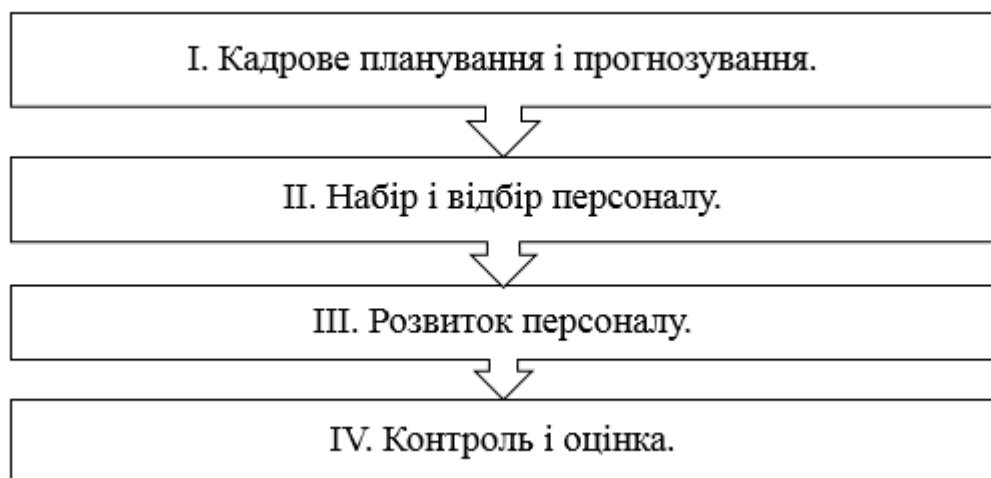 I. Кадрове планування і прогнозування.
II. Набір і відбір персоналу.
III. Розвиток персоналу.
IV. Контроль і оцінка.